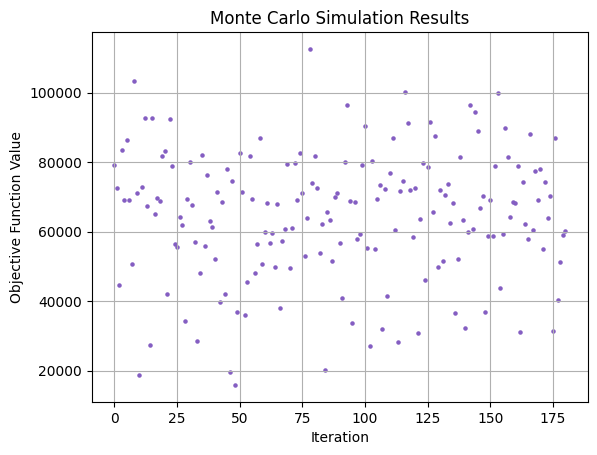 Monte Carlo Simulation Results
Objective Function Value
100000
80000
60000
40000
20000
0 25 50 75 100 125 150 175
Iteration